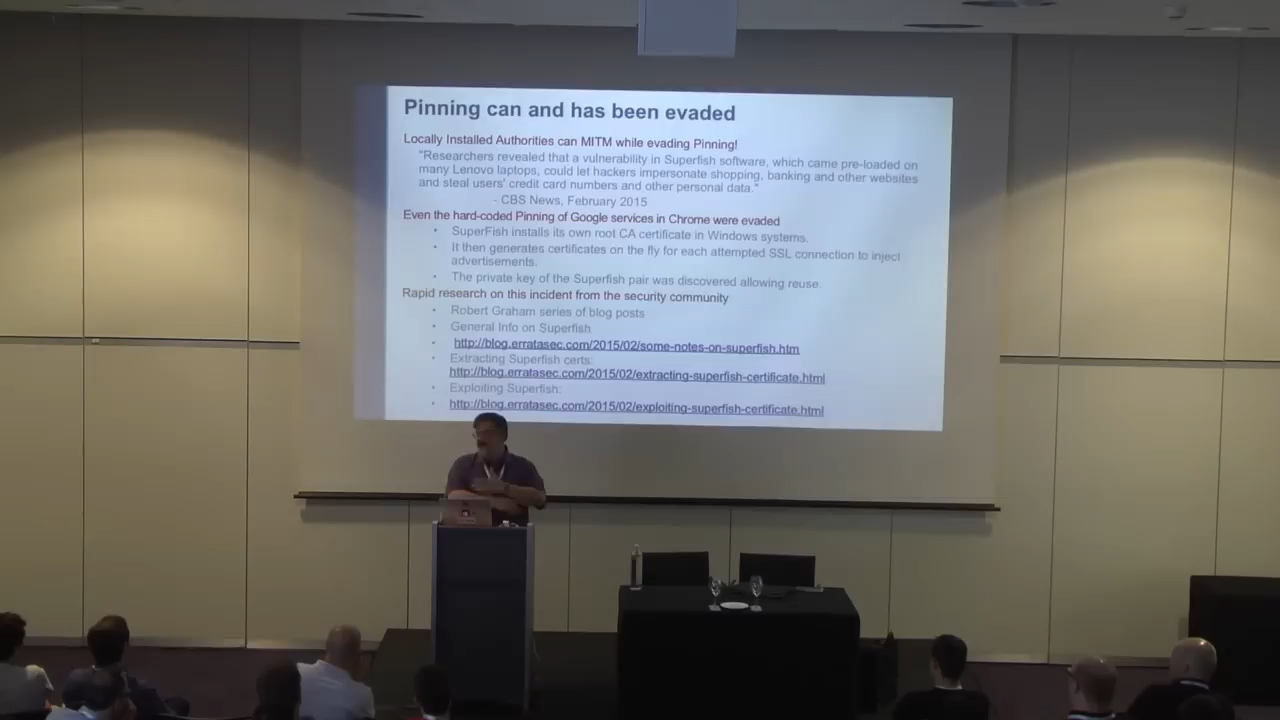 Pinning can and has been evaded
Locally Installed Authorities can MITM while evading Pinning!
"Researchers revealed that a vulnerability in Superfish software, which came pre-loaded on
many Lenovo laptops, could let hackers impersonate shopping, banking and other websites
and steal users' credit card numbers and other personal data."
- CBS News, February 2015
Even the hard-coded Pinning of Google services in Chrome were evaded
• SuperFish installs its own root CA certificate in Windows systems.
• It then generates certificates on the fly for each attempted SSL connection to inject
advertisements.
• The private key of the Superfish pair was discovered allowing reuse.
Rapid research on this incident from the security community
• Robert Graham series of blog posts
• General Info on Superfish
• http://blog.erratasec.com/2015/02/some-notes-on-superfish.htm
• Extracting Superfish certs:
http://blog.erratasec.com/2015/02/extracting-superfish-certificate.html
• Exploiting Superfish:
• http://blog.erratasec.com/2015/02/exploiting-superfish-certificate.html